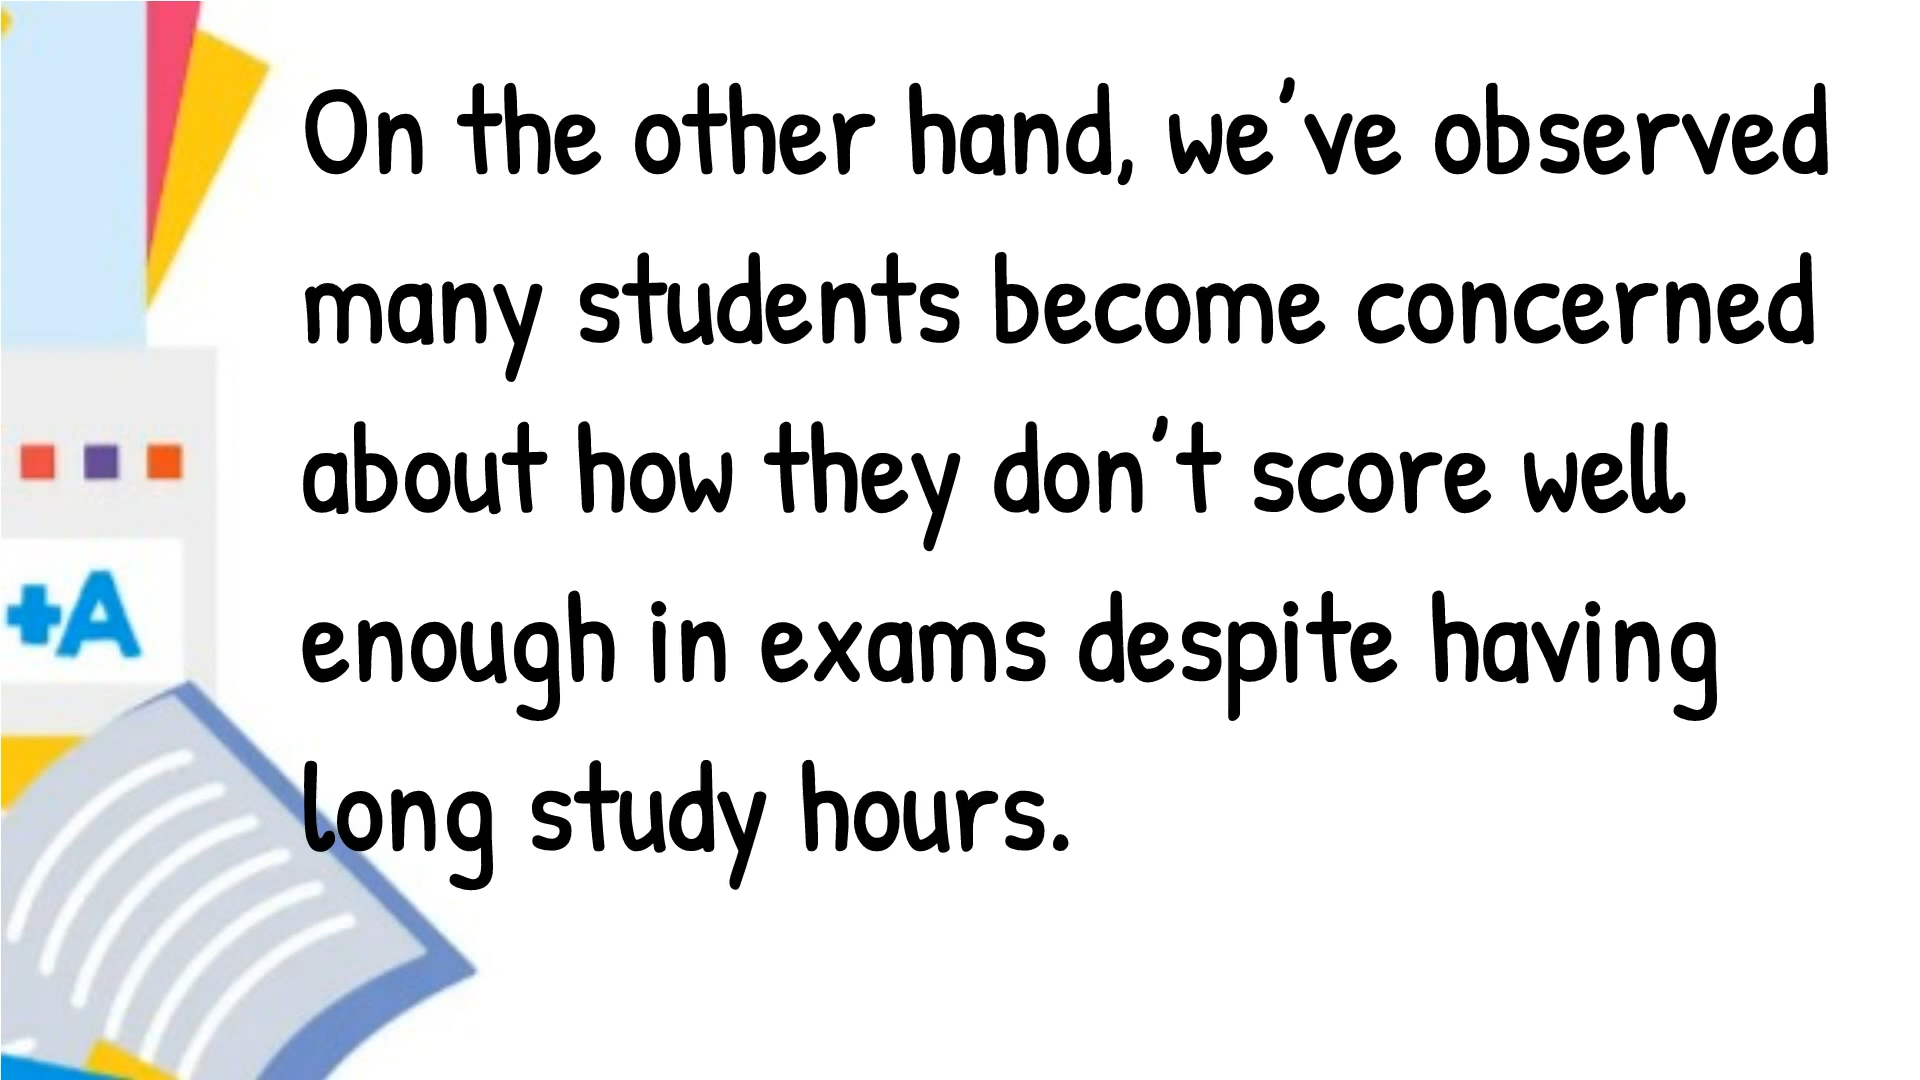 On the other hand, we've observed
many students become concerned
about how they don't score well
enough in exams despite having
long study hours.
+A